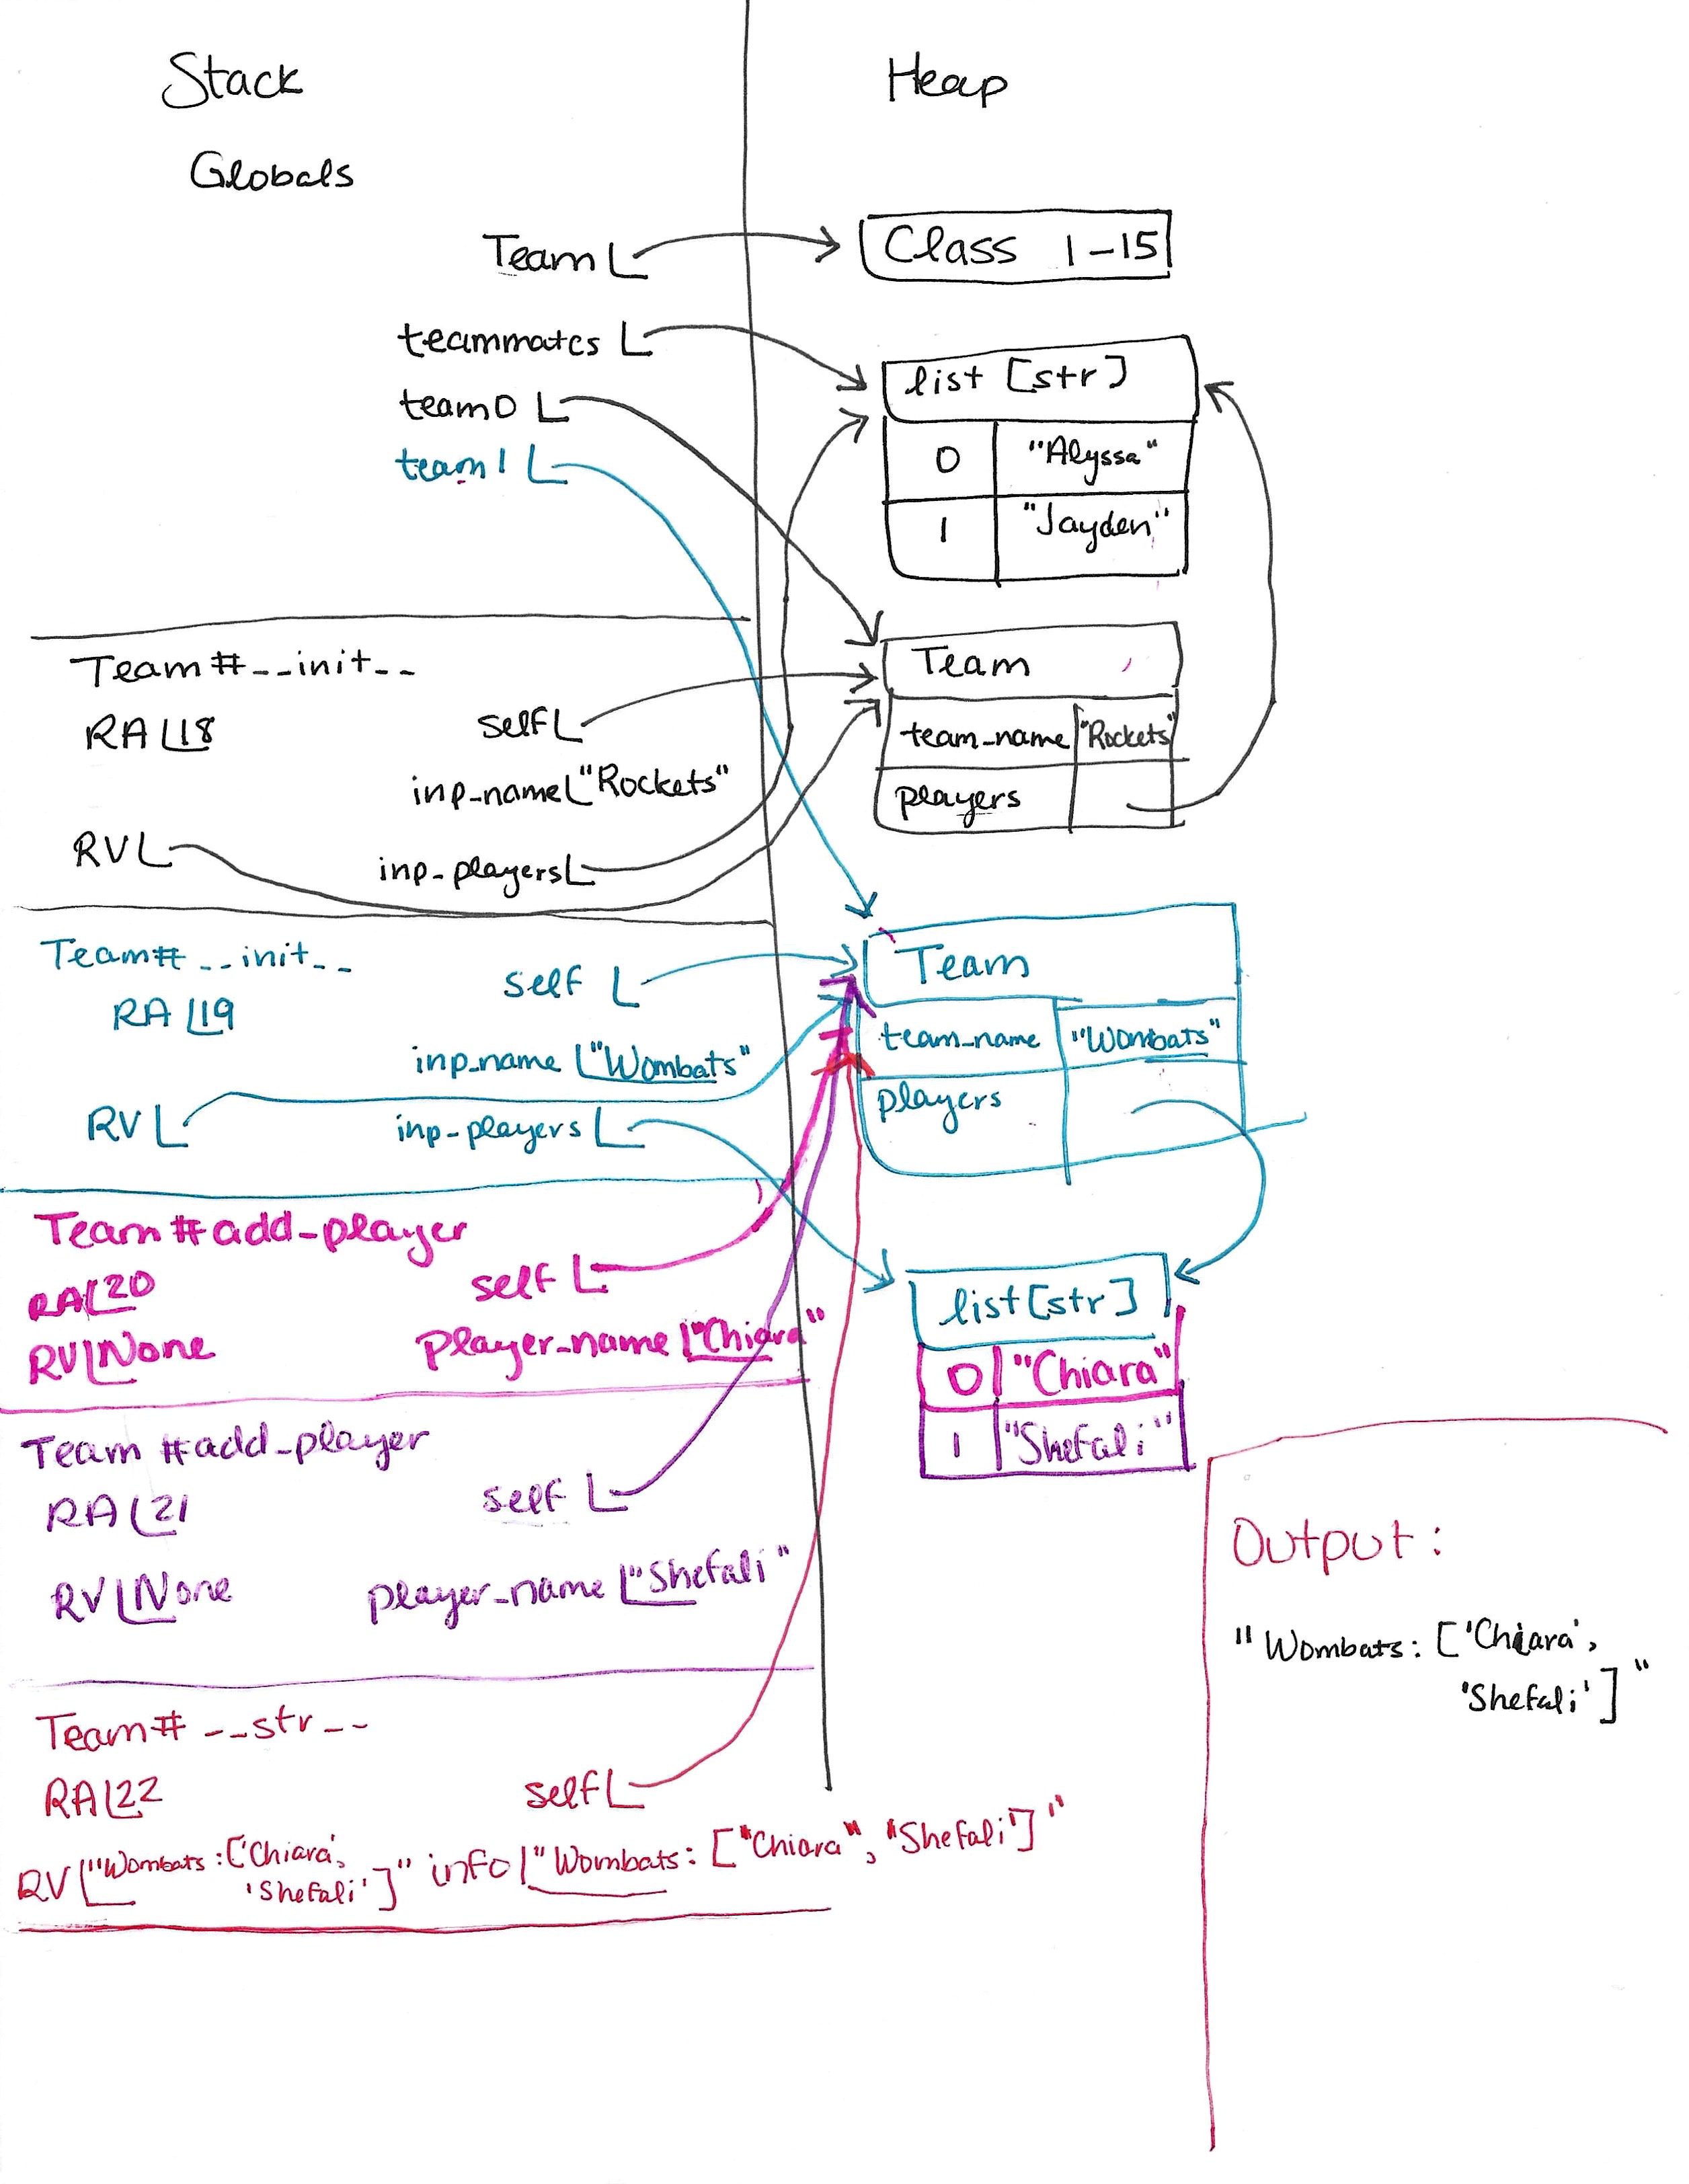 Stack
Heap
Globals
Team
Class 1-15
teammates
list [str]
0 "Alyssa"
1 "Jayden"
team0
team1
Team#__init__
RA 18
self
inp_name "Rockets"
RV
inp_players
Team
team_name "Rockets"
players
Team#__init__
RA 19
self
inp_name "Wombats"
RV
inp_players
Team
team_name "Wombats"
players
Team#add_player
RA 20
self
RV None
player_name "Chiara"
list[str]
0 "Chiara"
1 "Shefali"
Team #add_player
RA 21
self
RV None
player_name "Shefali"
Team#__str__
RA 22
self
RV "Wombats: ['Chiara',
'Shefali']"
info "Wombats: ["Chiara", 'Shefali']"
Output:
"Wombats: ['Chiara',
'Shefali']"